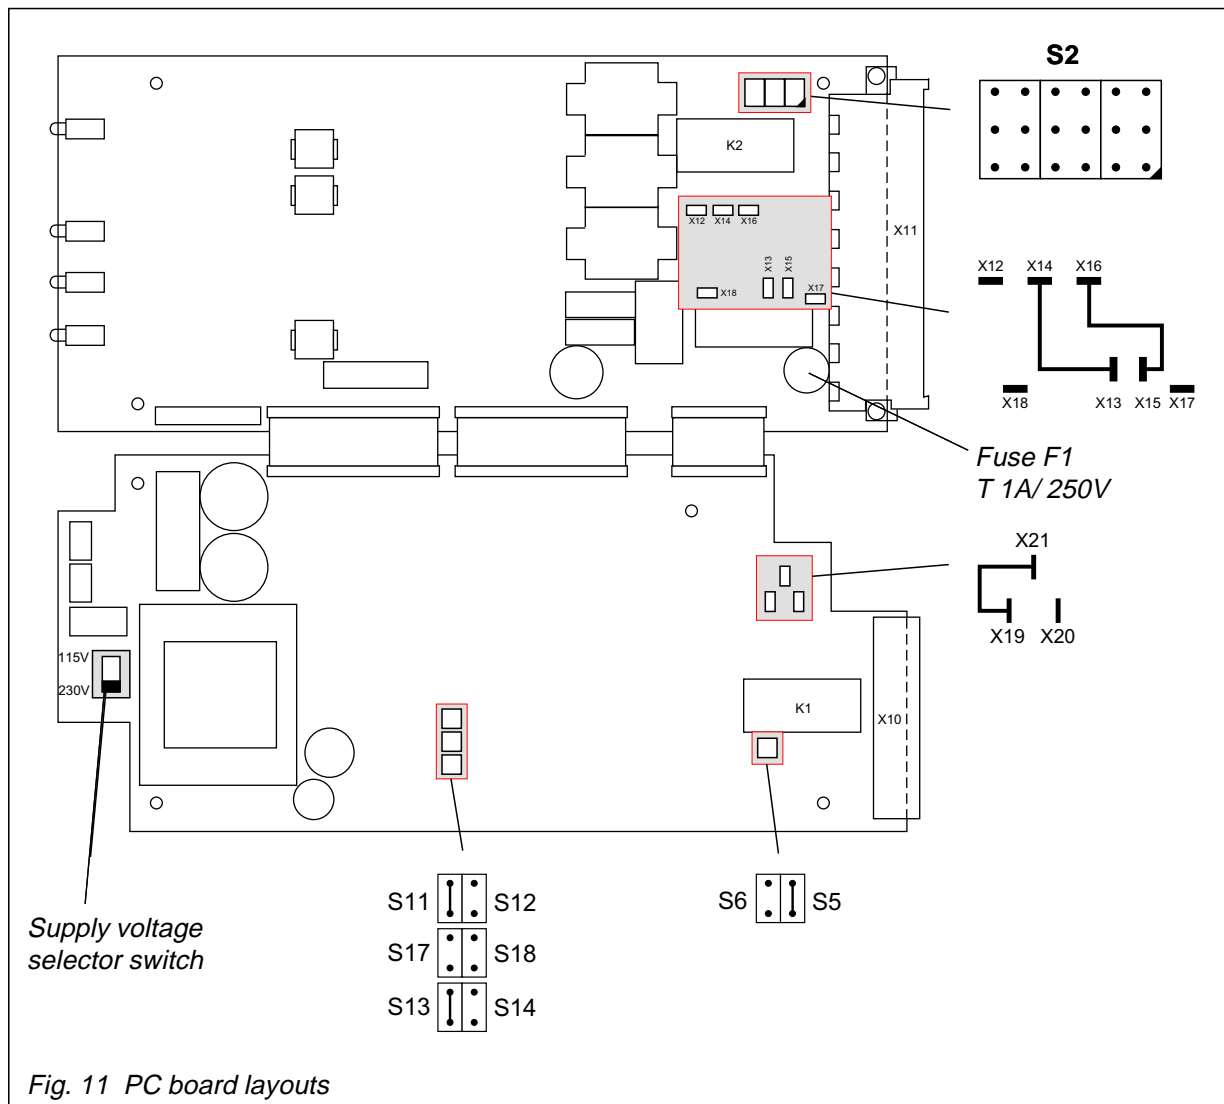 S2
K2
X12 X14 X16
X11
X13 X15
X18 X17
X12 X14 X16
X18 X13 X15 X17
Fuse F1
T 1A/ 250V
X21
X19 X20
115V
230V
K1
X10
S11 S12
S17 S18
S13 S14
S6 S5
Supply voltage
selector switch
Fig. 11 PC board layouts